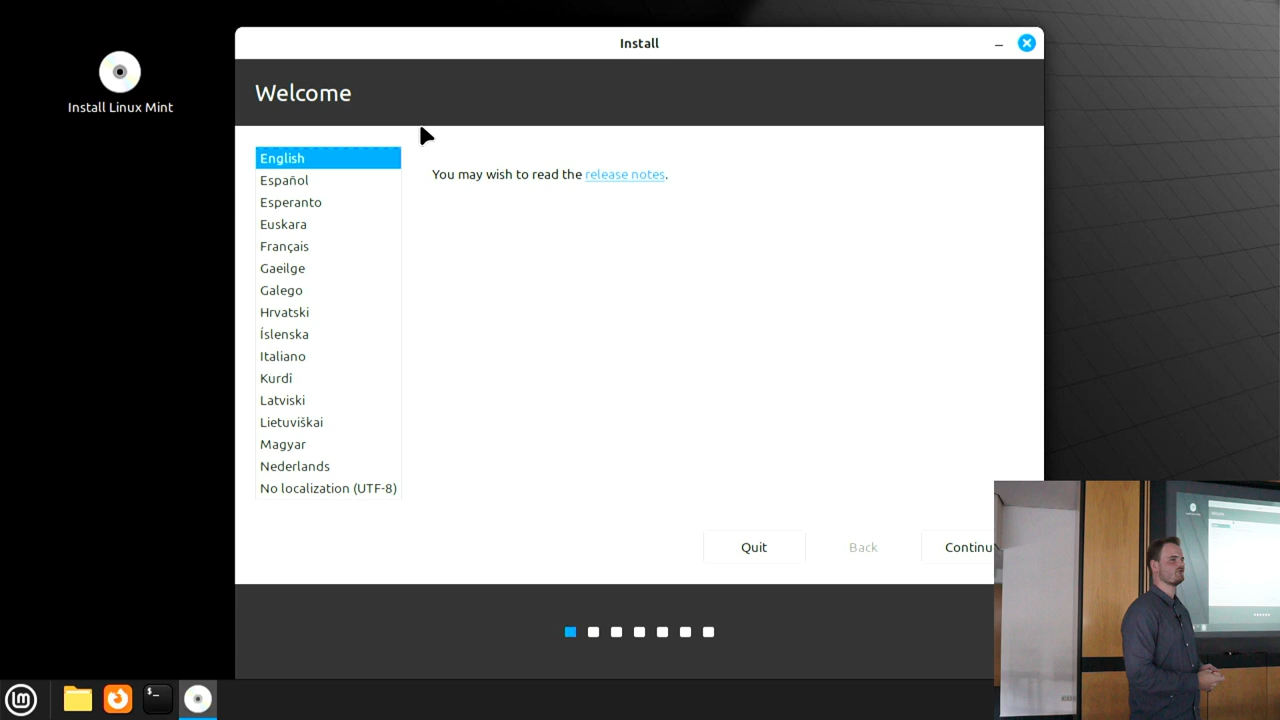 Install
Install Linux Mint
Welcome
English
Español
Esperanto
Euskara
Français
Gaeilge
Galego
Hrvatski
Íslenska
Italiano
Kurdî
Latviski
Lietuviškai
Magyar
Nederlands
No localization (UTF-8)
You may wish to read the release notes.
Quit
Back
Continu
$_
lm